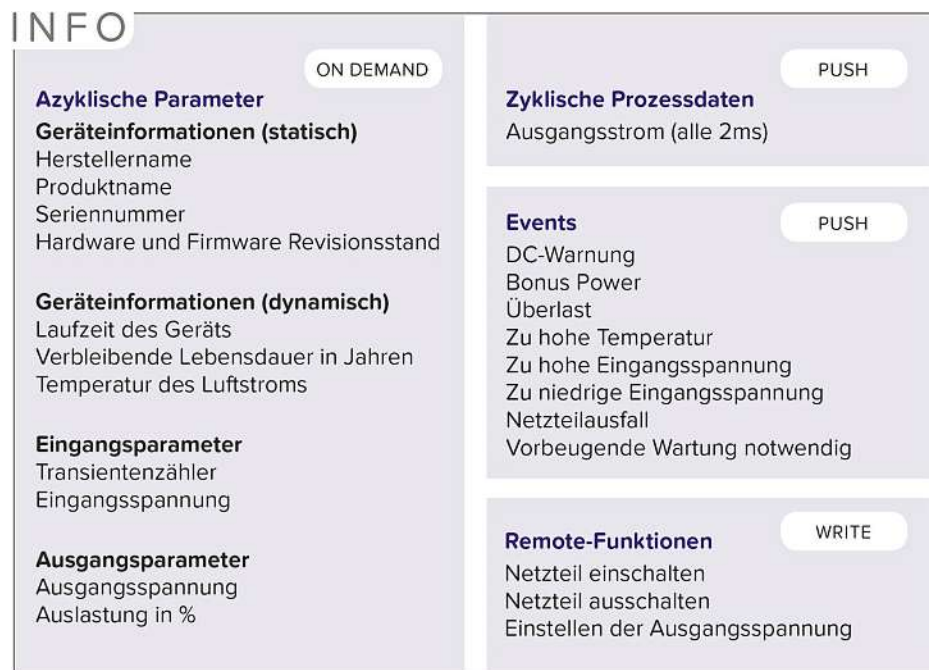 INFO
ON DEMAND
Azyklische Parameter
Geräteinformationen (statisch)
Herstellername
Produktname
Seriennummer
Hardware und Firmware Revisionsstand
Geräteinformationen (dynamisch)
Laufzeit des Geräts
Verbleibende Lebensdauer in Jahren
Temperatur des Luftstroms
Eingangsparameter
Transientenzähler
Eingangsspannung
Ausgangsparameter
Ausgangsspannung
Auslastung in %
PUSH
Zyklische Prozessdaten
Ausgangsstrom (alle 2ms)
PUSH
Events
DC-Warnung
Bonus Power
Überlast
Zu hohe Temperatur
Zu hohe Eingangsspannung
Zu niedrige Eingangsspannung
Netzteilausfall
Vorbeugende Wartung notwendig
WRITE
Remote-Funktionen
Netzteil einschalten
Netzteil ausschalten
Einstellen der Ausgangsspannung